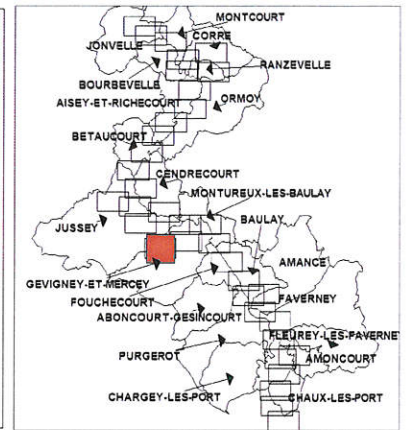 MONTCOURT
CORRE
JONVELLE
RANZEVELLE
BOURBEVELLE
AISEY-ET-RICHECOURT
ORMOY
BETAUCOURT
CENDRECOURT
MONTUREUX-LES-BAULAY
BAULAY
JUSSEY
AMANCE
GEVIGNEY-ET-MERCEY
FOUCHECOURT
FAVERNEY
ABONCOURT-GESINCOURT
FLEUREY-LES-FAVERNEY
PURGEROT
AMONCOURT
CHARGEY-LES-PORT
CHAUX-LES-PORT